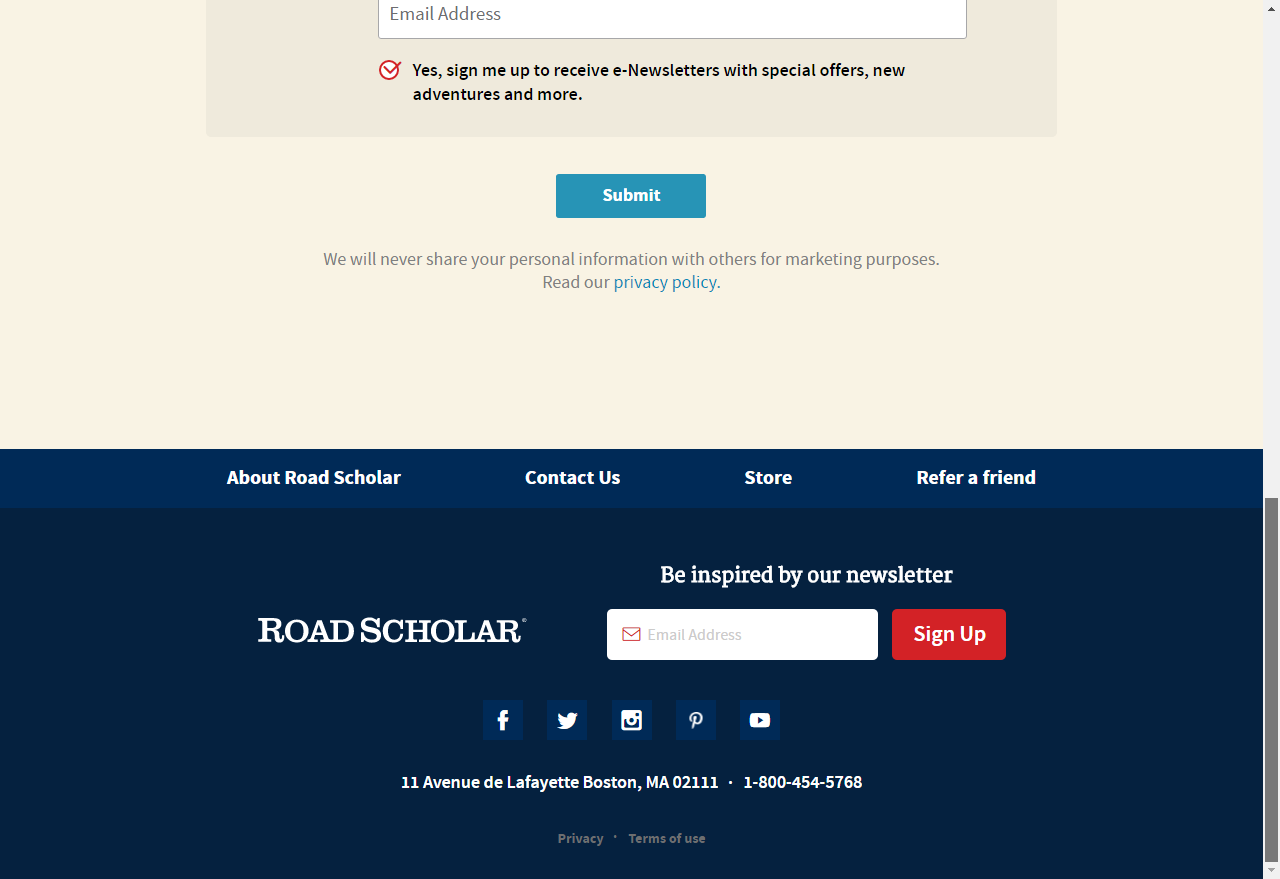 Email Address
Yes, sign me up to receive e-Newsletters with special offers, new
adventures and more.
Submit
We will never share your personal information with others for marketing purposes.
Read our privacy policy.
About Road Scholar
Contact Us
Store
Refer a friend
Be inspired by our newsletter
ROAD SCHOLAR®
Email Address
Sign Up
11 Avenue de Lafayette Boston, MA 02111 · 1-800-454-5768
Privacy · Terms of use